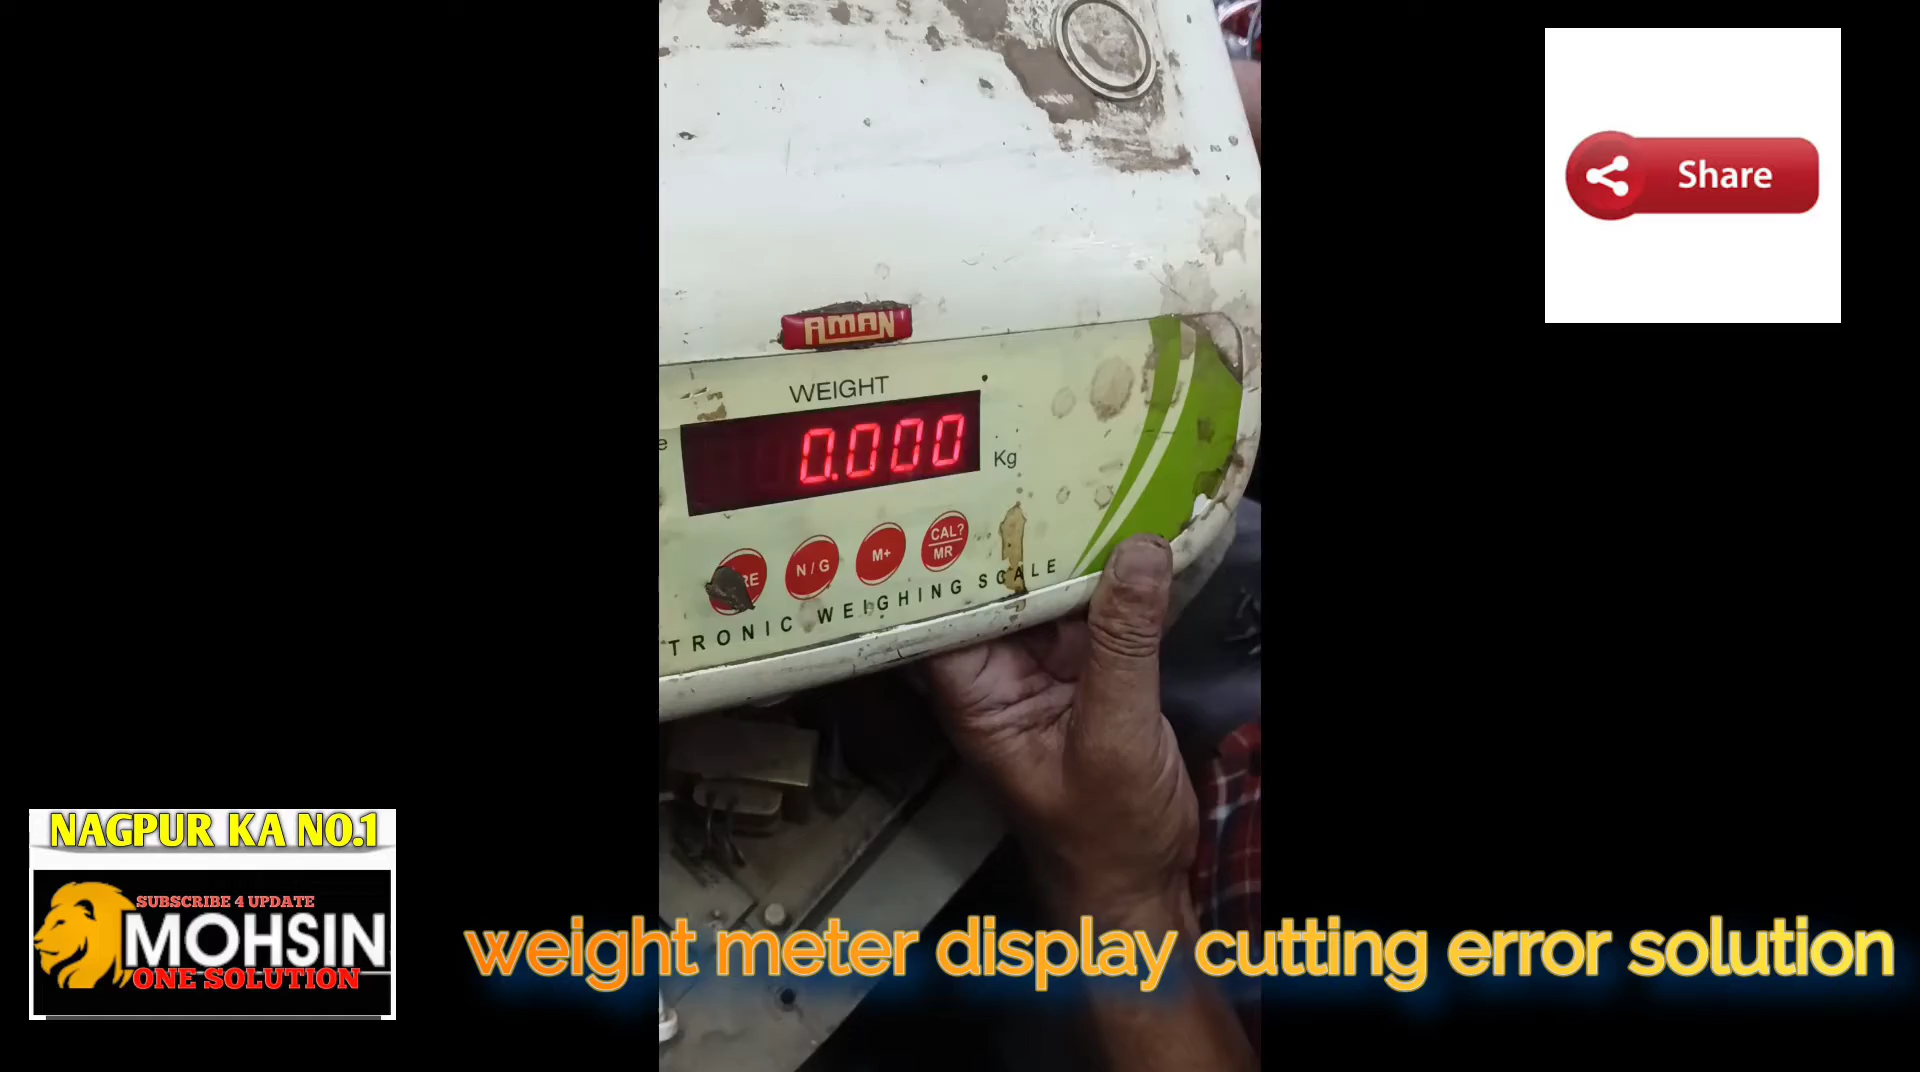 Share
AMAN
WEIGHT
0.000
Kg
N / G
M+
CAL?
MR
TRONIC WEIGHING SCALE
NAGPUR KA NO.1
SUBSCRIBE 4 UPDATE
MOHSIN
ONE SOLUTION
weight meter display cutting error solution